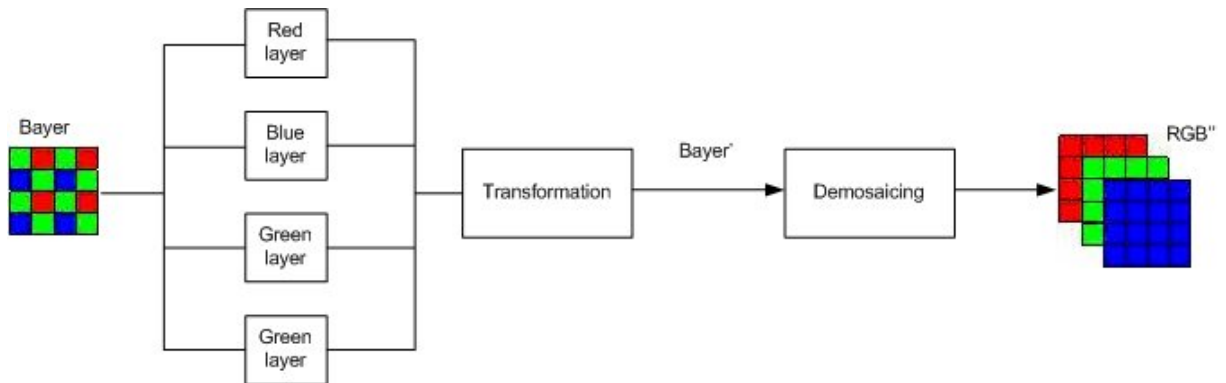 Bayer
Red
layer
Blue
layer
Green
layer
Green
layer
Transformation
Bayer'
Demosaicing
RGB"